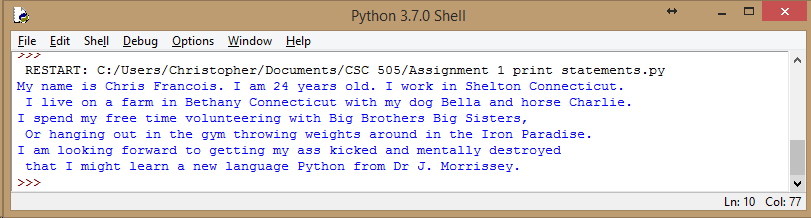 Python 3.7.0 Shell
File Edit Shell Debug Options Window Help
>>>
 RESTART: C:/Users/Christopher/Documents/CSC 505/Assignment 1 print statements.py
My name is Chris Francois. I am 24 years old. I work in Shelton Connecticut.
 I live on a farm in Bethany Connecticut with my dog Bella and horse Charlie.
I spend my free time volunteering with Big Brothers Big Sisters,
 Or hanging out in the gym throwing weights around in the Iron Paradise.
I am looking forward to getting my ass kicked and mentally destroyed
 that I might learn a new language Python from Dr J. Morrissey.
>>>
Ln: 10 Col: 77